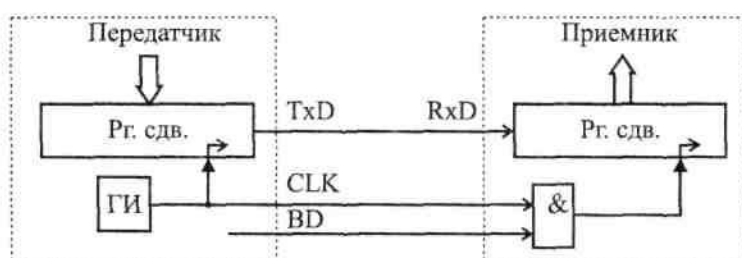 Передатчик
Приемник
Рг. сдв.
TxD
RxD
Рг. сдв.
ГИ
CLK
BD
&